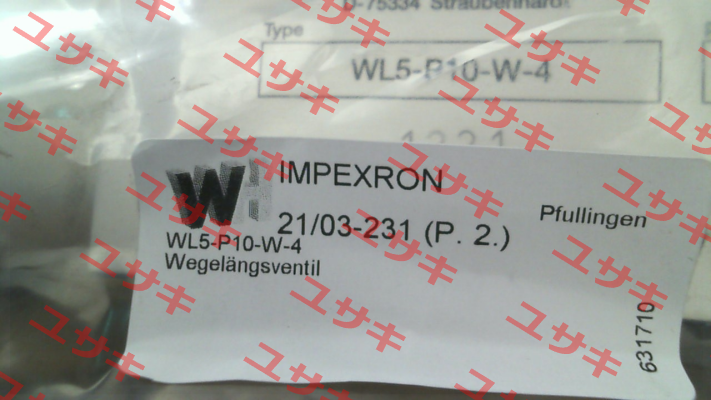 D-75334 Straubenhardt
Type
WL5-P10-W-4
1221
W
IMPEXRON
21/03-231 (P. 2.)
Pfullingen
WL5-P10-W-4
Wegelängsventil
631710
ユサキ